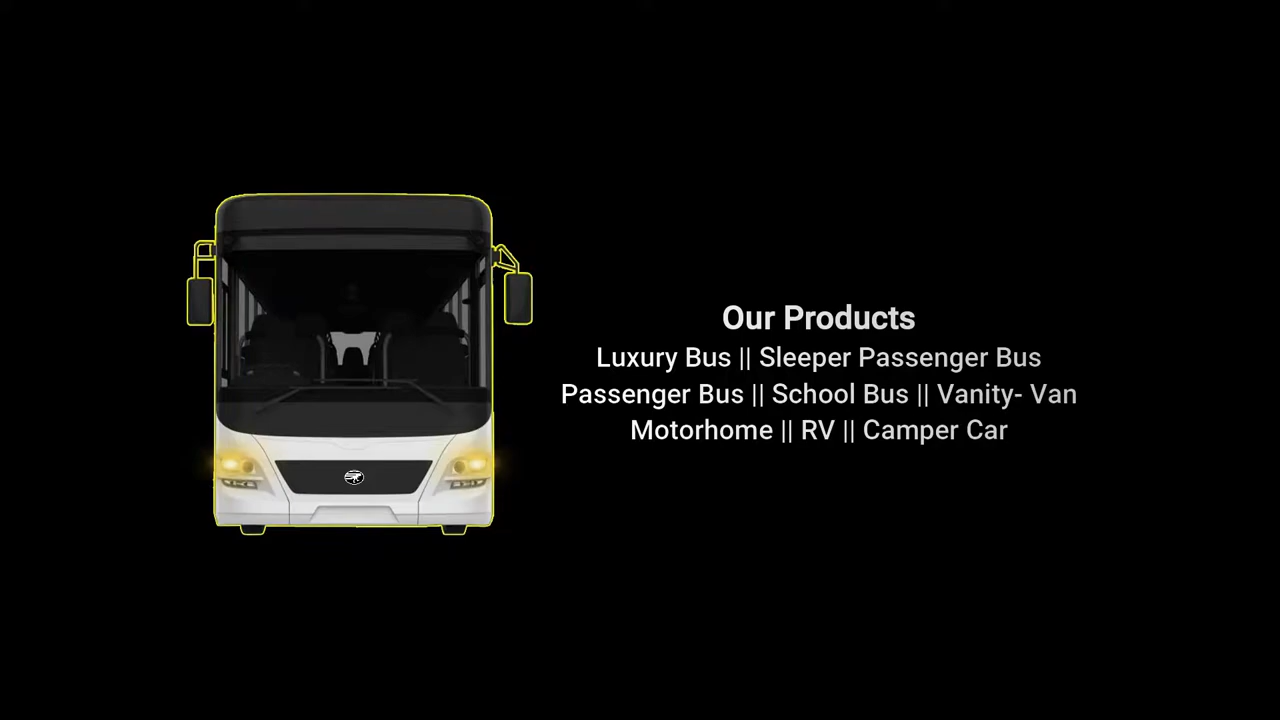 Our Products
Luxury Bus || Sleeper Passenger Bus
Passenger Bus || School Bus || Vanity- Van
Motorhome || RV || Camper Car